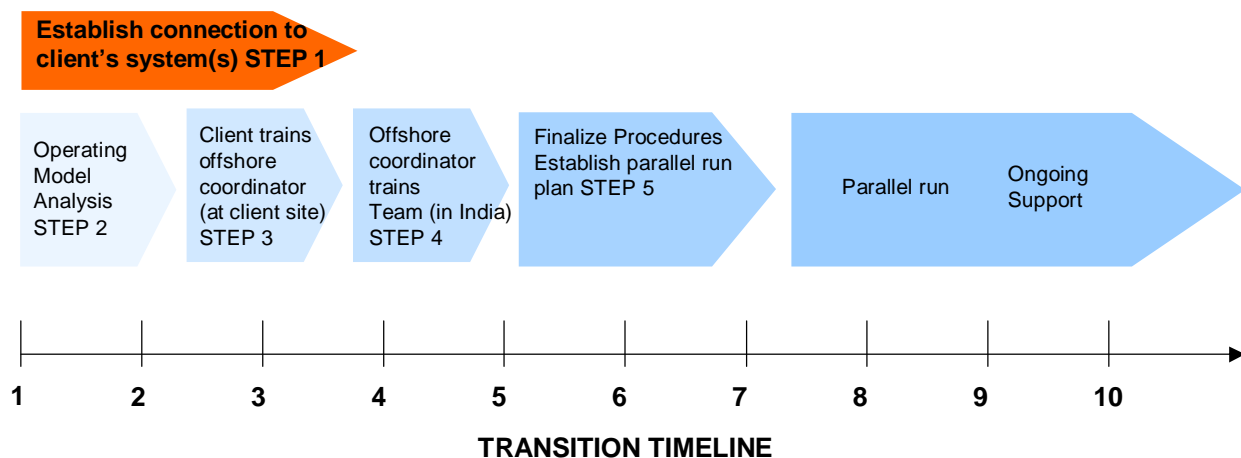 Establish connection to
client’s system(s) STEP 1
Operating
Model
Analysis
STEP 2
Client trains
offshore
coordinator
(at client site)
STEP 3
Offshore
coordinator
trains
Team (in India)
STEP 4
Finalize Procedures
Establish parallel run
plan STEP 5
Parallel run
Ongoing
Support
1 2 3 4 5 6 7 8 9 10
TRANSITION TIMELINE